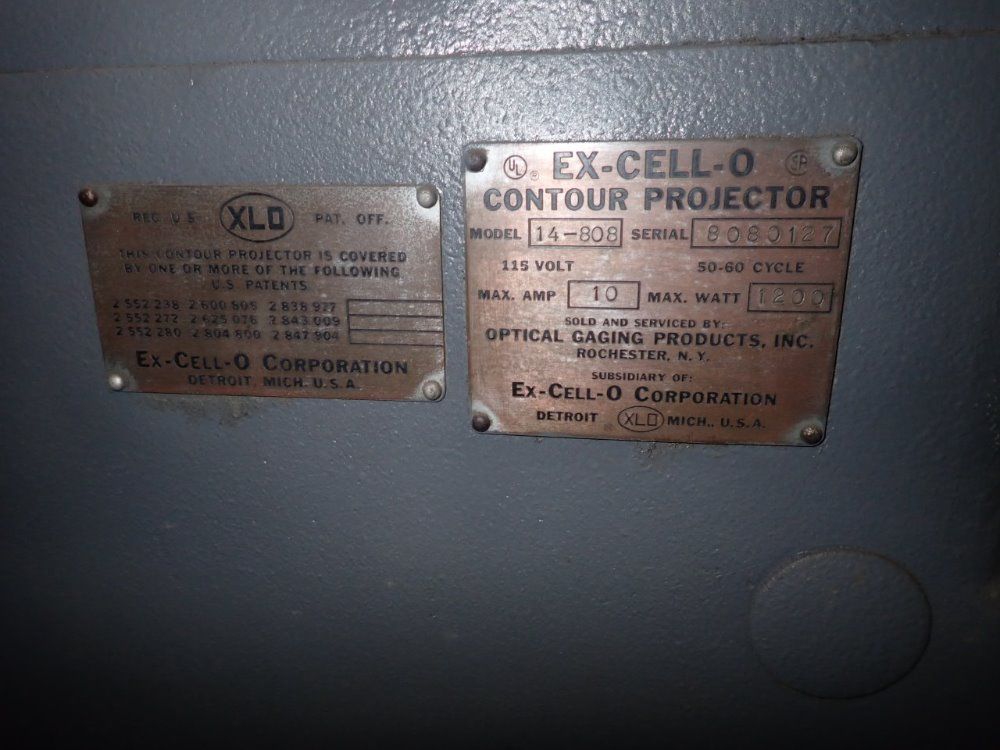 REG. U.S. XLO PAT. OFF.
THIS CONTOUR PROJECTOR IS COVERED
BY ONE OR MORE OF THE FOLLOWING
U.S. PATENTS
2 552 238 2 600 805 2 838 977
2 552 272 2 625 076 2 843 009
2 552 280 2 804 800 2 847 904
EX-CELL-O CORPORATION
DETROIT, MICH. U.S.A.
UL ® EX-CELL-O SA
CONTOUR PROJECTOR
MODEL 14-808 SERIAL 8080127
115 VOLT 50-60 CYCLE
MAX. AMP 10 MAX. WATT 1200
SOLD AND SERVICED BY:
OPTICAL GAGING PRODUCTS, INC.
ROCHESTER, N.Y.
SUBSIDIARY OF:
EX-CELL-O CORPORATION
DETROIT XLO MICH., U.S.A.